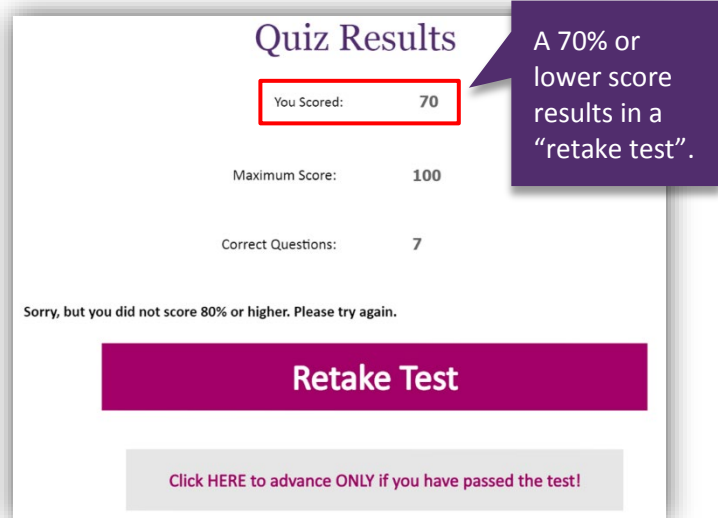 Quiz Results
You Scored: 70
Maximum Score: 100
Correct Questions: 7
Sorry, but you did not score 80% or higher. Please try again.
Retake Test
Click HERE to advance ONLY if you have passed the test!
A 70% or
lower score
results in a
“retake test”.